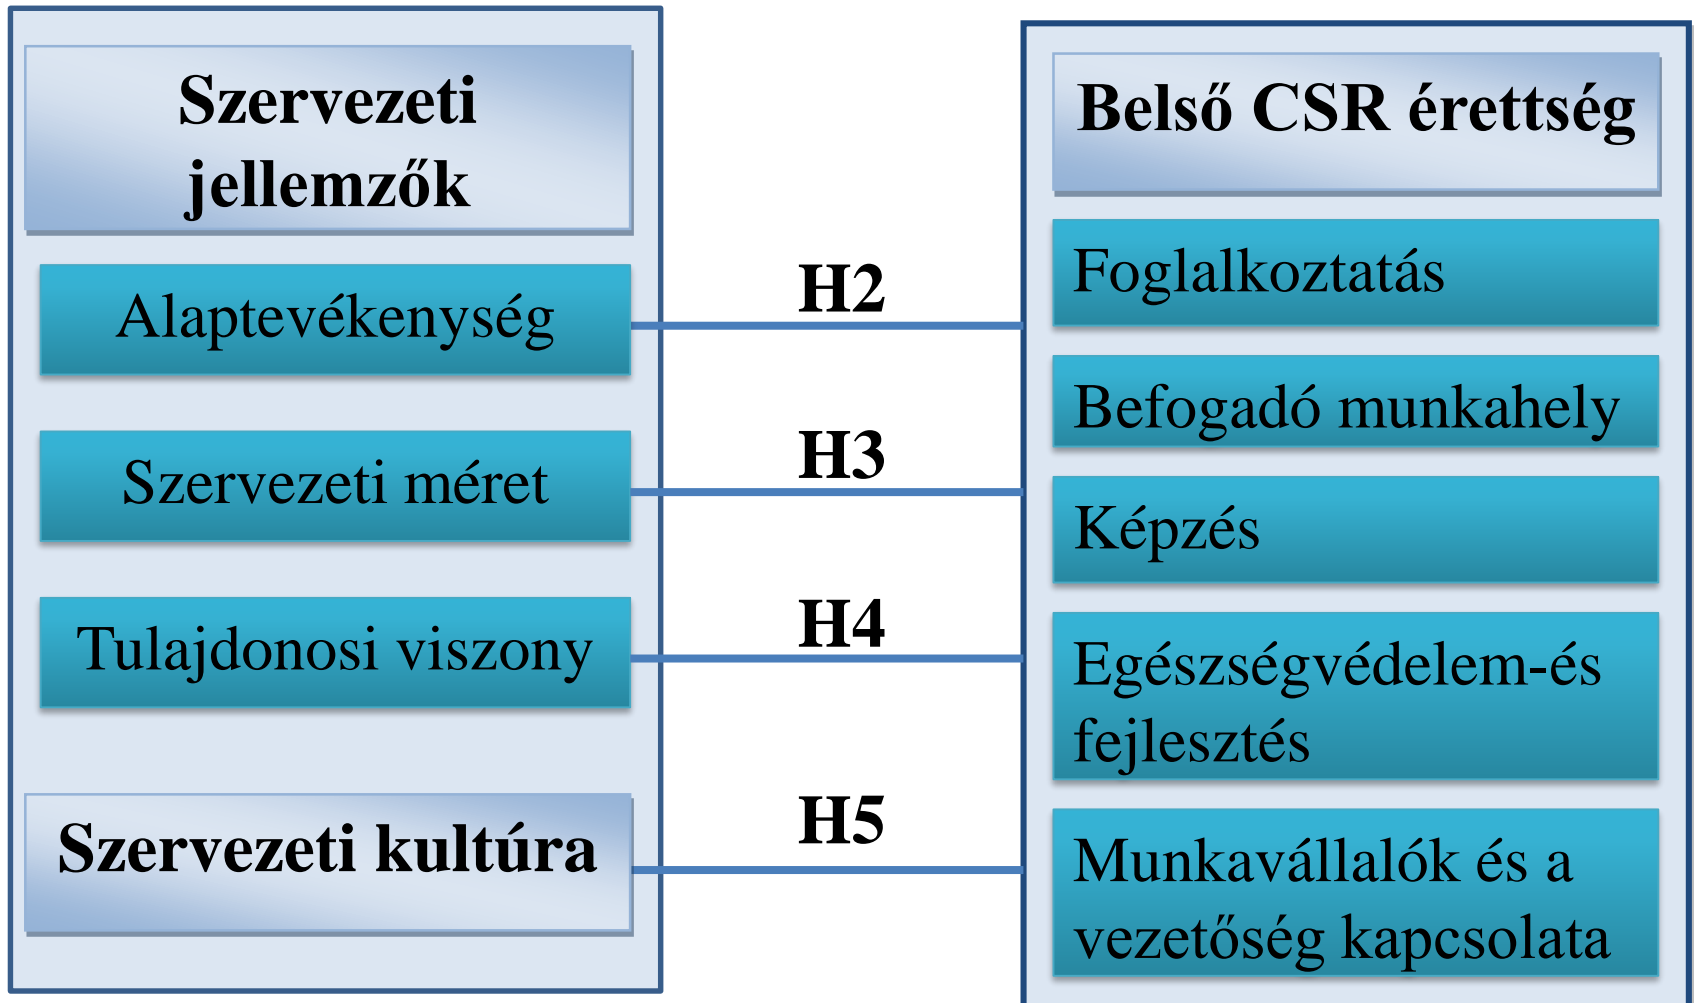 Szervezeti
jellemzők
Alaptevékenység
Szervezeti méret
Tulajdonosi viszony
Szervezeti kultúra
H2
H3
H4
H5
Belső CSR érettség
Foglalkoztatás
Befogadó munkahely
Képzés
Egészségvédelem-és
fejlesztés
Munkavállalók és a
vezetőség kapcsolata